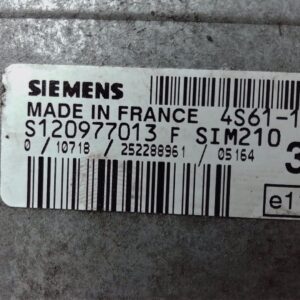 SIEMENS
MADE IN FRANCE 4S61-1
S120977013 F SIM210
0 / 10718 / 252288961 / 05164
3
e1